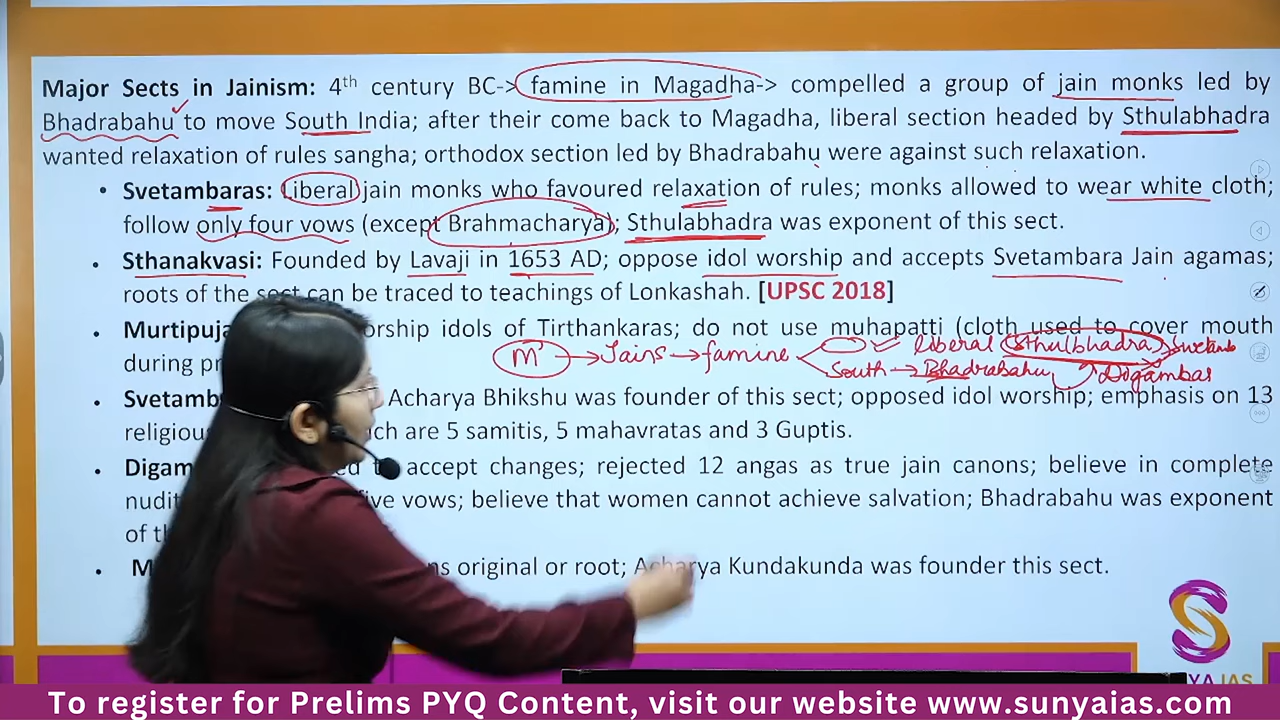 Major Sects in Jainism: 4th century BC-> famine in Magadha-> compelled a group of jain monks led by
Bhadrabahu to move South India; after their come back to Magadha, liberal section headed by Sthulabhadra
wanted relaxation of rules sangha; orthodox section led by Bhadrabahu were against such relaxation.
• Svetambaras: Liberal jain monks who favoured relaxation of rules; monks allowed to wear white cloth;
follow only four vows (except Brahmacharya); Sthulabhadra was exponent of this sect.
• Sthanakvasi: Founded by Lavaji in 1653 AD; oppose idol worship and accepts Svetambara Jain agamas;
roots of the sect can be traced to teachings of Lonkashah. [UPSC 2018]
• Murtipuja orship idols of Tirthankaras; do not use muhapatti (cloth used to cover mouth
during pr
M' → Jains → famine liberal (Sthulbhadra) Swetamb
South → Bhadrabahu Digambar
• Svetamb Acharya Bhikshu was founder of this sect; opposed idol worship; emphasis on 13
religiou ch are 5 samitis, 5 mahavratas and 3 Guptis.
• Digam ed to accept changes; rejected 12 angas as true jain canons; believe in complete
nudit ive vows; believe that women cannot achieve salvation; Bhadrabahu was exponent
of t
• M ns original or root; Acharya Kundakunda was founder this sect.
YA IAS
To register for Prelims PYQ Content, visit our website www.sunyaias.com